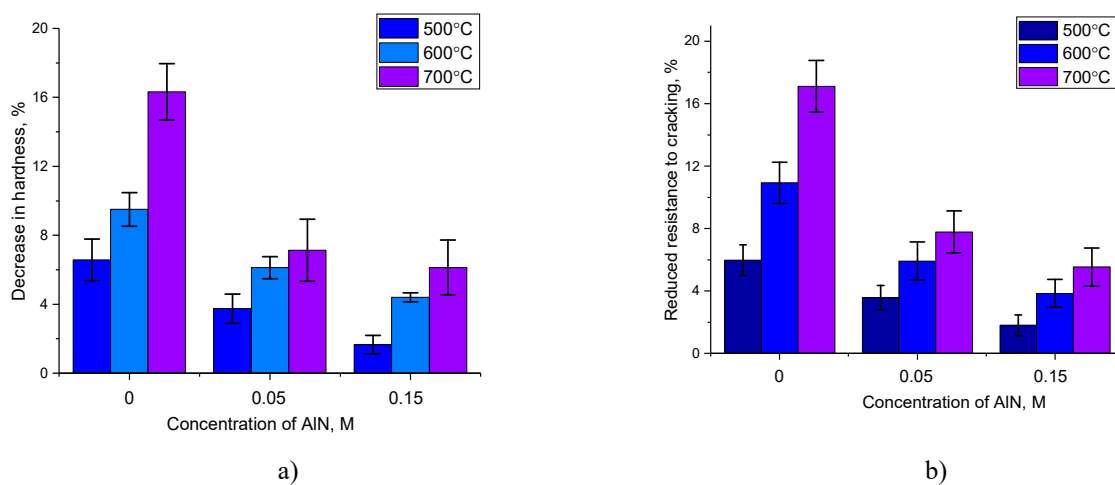 20
16
12
8
4
0
Decrease in hardness, %
500°C
600°C
700°C
0
0.05
0.15
Concentration of AlN, M
a)
20
16
12
8
4
0
Reduced resistance to cracking, %
500°C
600°C
700°C
0
0.05
0.15
Concentration of AlN, M
b)